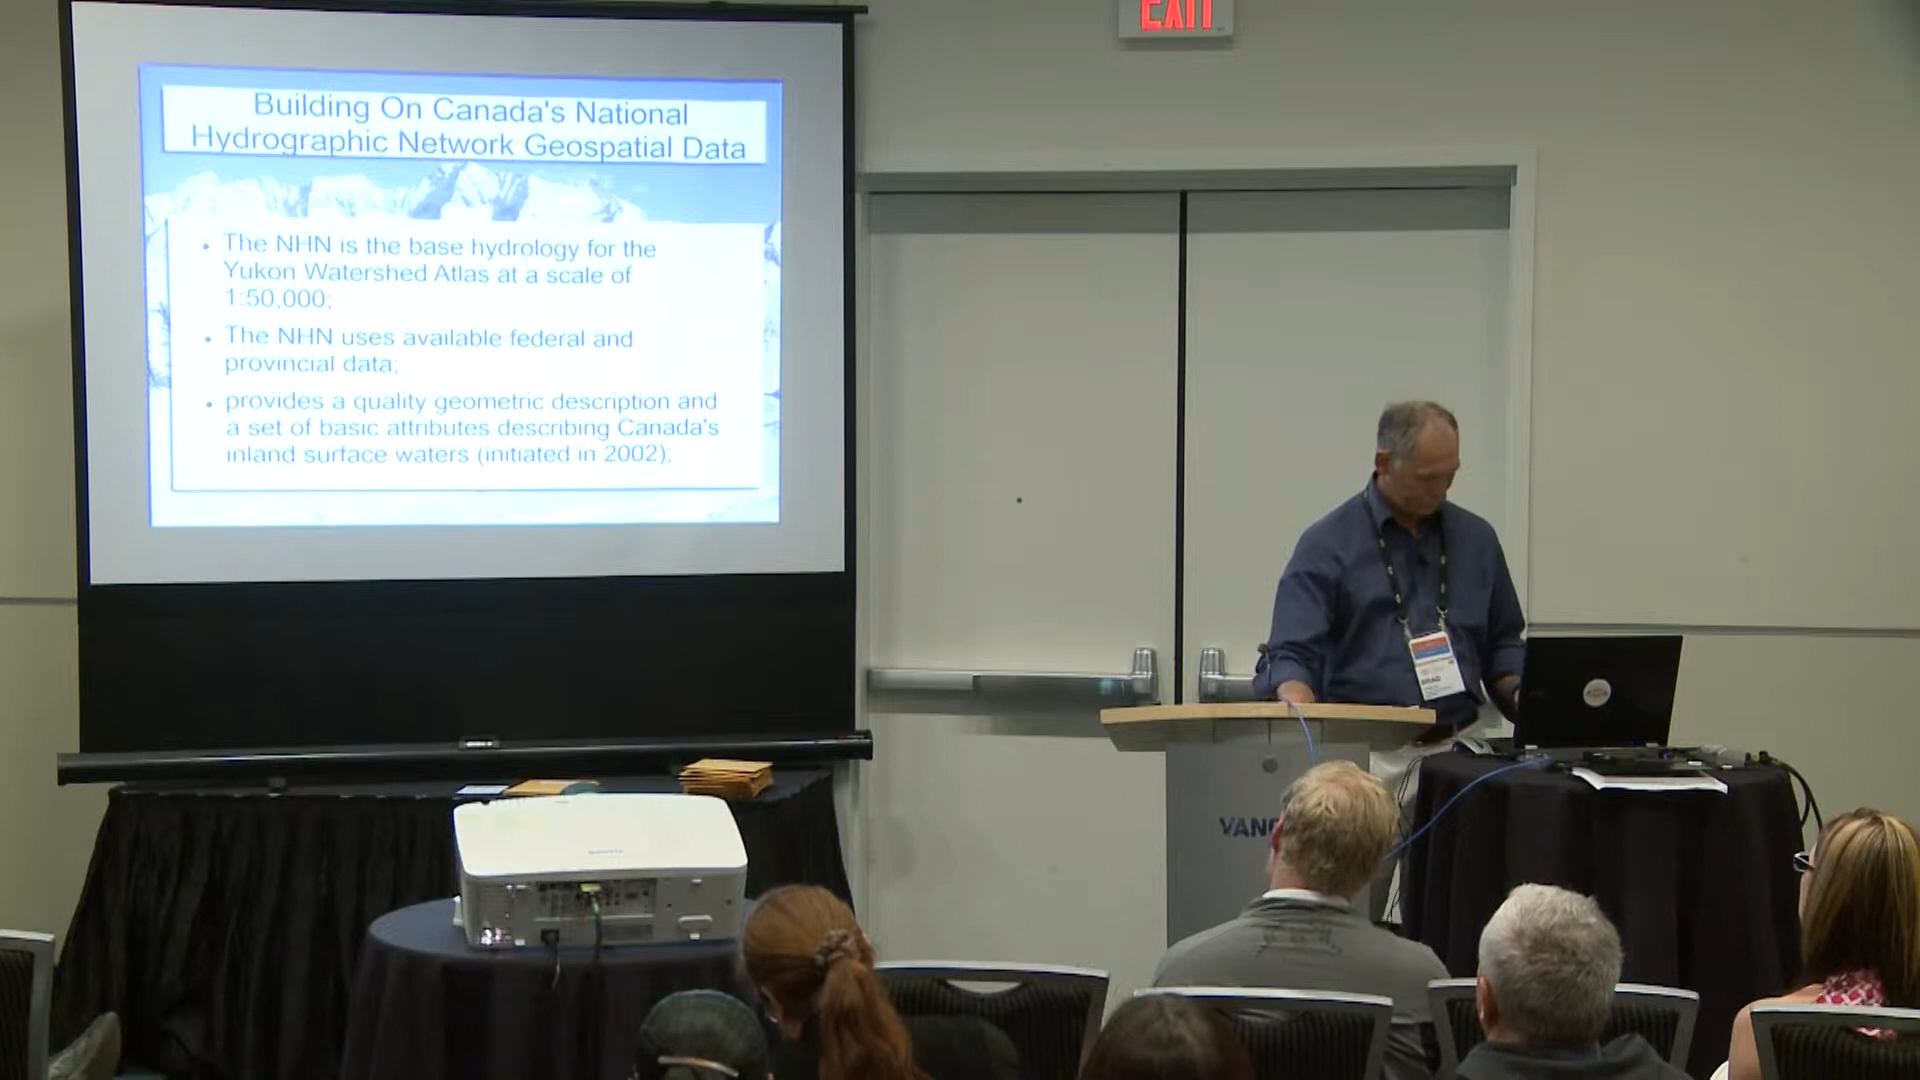 EXIT
Building On Canada's National
Hydrographic Network Geospatial Data
• The NHN is the base hydrology for the
Yukon Watershed Atlas at a scale of
1:50,000;
• The NHN uses available federal and
provincial data;
• provides a quality geometric description and
a set of basic attributes describing Canada's
inland surface waters (initiated in 2002);
BRAD
VANC